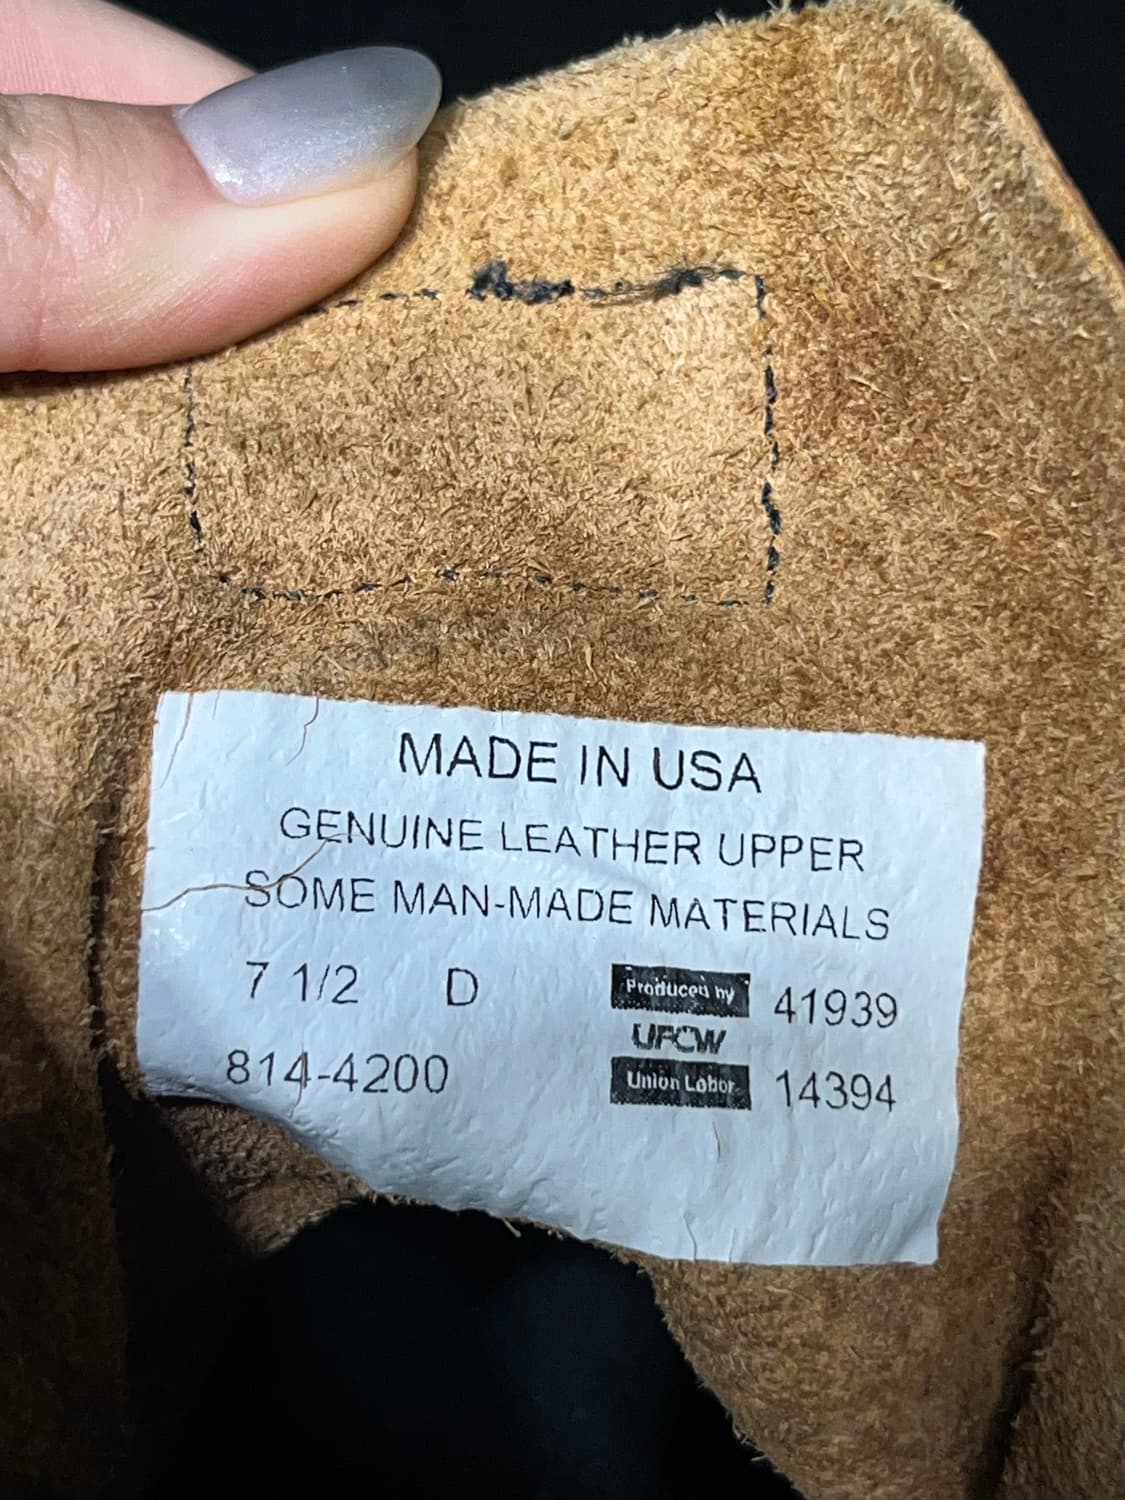 MADE IN USA
GENUINE LEATHER UPPER
SOME MAN-MADE MATERIALS
7 1/2 D
Produced by 41939
UFCW
814-4200
Union Labor 14394